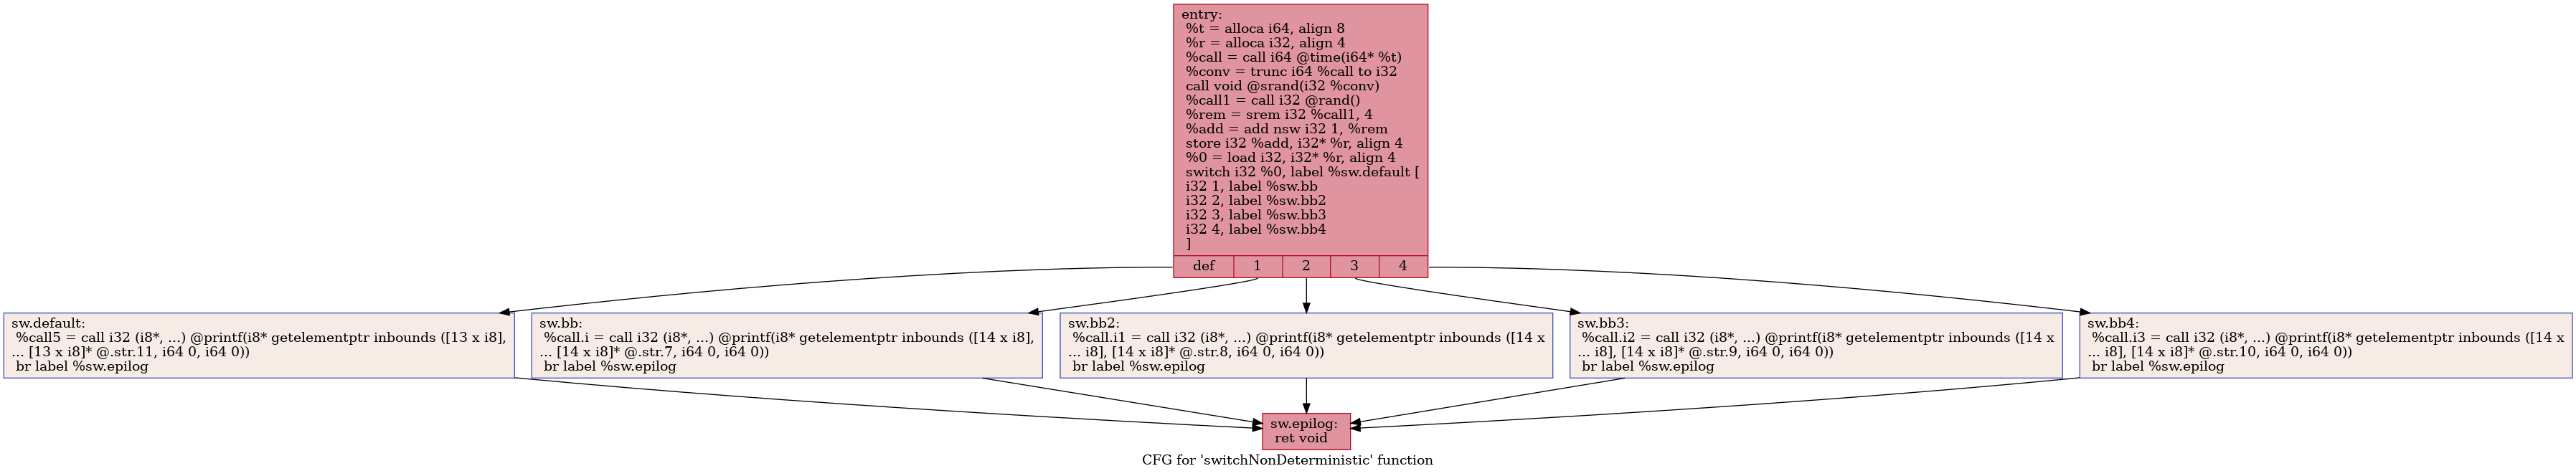 entry:
%t = alloca i64, align 8
%r = alloca i32, align 4
%call = call i64 @time(i64* %t)
%conv = trunc i64 %call to i32
call void @srand(i32 %conv)
%call1 = call i32 @rand()
%rem = srem i32 %call1, 4
%add = add nsw i32 1, %rem
store i32 %add, i32* %r, align 4
%0 = load i32, i32* %r, align 4
switch i32 %0, label %sw.default [
i32 1, label %sw.bb
i32 2, label %sw.bb2
i32 3, label %sw.bb3
i32 4, label %sw.bb4
]
def 1 2 3 4
sw.default:
%call5 = call i32 (i8*, ...) @printf(i8* getelementptr inbounds ([13 x i8],
... [13 x i8]* @.str.11, i64 0, i64 0))
br label %sw.epilog
sw.bb:
%call.i = call i32 (i8*, ...) @printf(i8* getelementptr inbounds ([14 x i8],
... [14 x i8]* @.str.7, i64 0, i64 0))
br label %sw.epilog
sw.bb2:
%call.i1 = call i32 (i8*, ...) @printf(i8* getelementptr inbounds ([14 x
... i8], [14 x i8]* @.str.8, i64 0, i64 0))
br label %sw.epilog
sw.bb3:
%call.i2 = call i32 (i8*, ...) @printf(i8* getelementptr inbounds ([14 x
... i8], [14 x i8]* @.str.9, i64 0, i64 0))
br label %sw.epilog
sw.bb4:
%call.i3 = call i32 (i8*, ...) @printf(i8* getelementptr inbounds ([14 x
... i8], [14 x i8]* @.str.10, i64 0, i64 0))
br label %sw.epilog
sw.epilog:
ret void
CFG for 'switchNonDeterministic' function